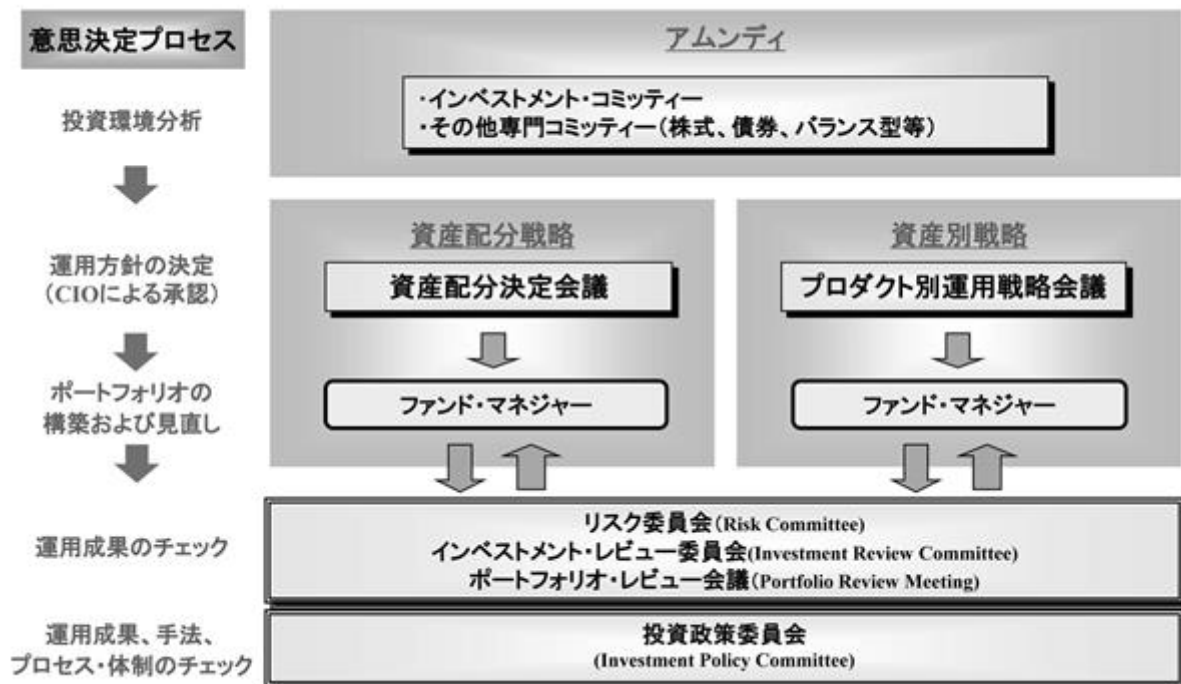 意思決定プロセス
アムンディ
投資環境分析
・インベストメント・コミッティー
・その他専門コミッティー（株式、債券、バランス型等）
運用方針の決定
（CIOによる承認）
資産配分戦略
資産配分決定会議
資産別戦略
プロダクト別運用戦略会議
ポートフォリオの
構築および見直し
ファンド・マネジャー
ファンド・マネジャー
運用成果のチェック
リスク委員会(Risk Committee)
インベストメント・レビュー委員会(Investment Review Committee)
ポートフォリオ・レビュー会議(Portfolio Review Meeting)
運用成果、手法、
プロセス・体制のチェック
投資政策委員会
(Investment Policy Committee)